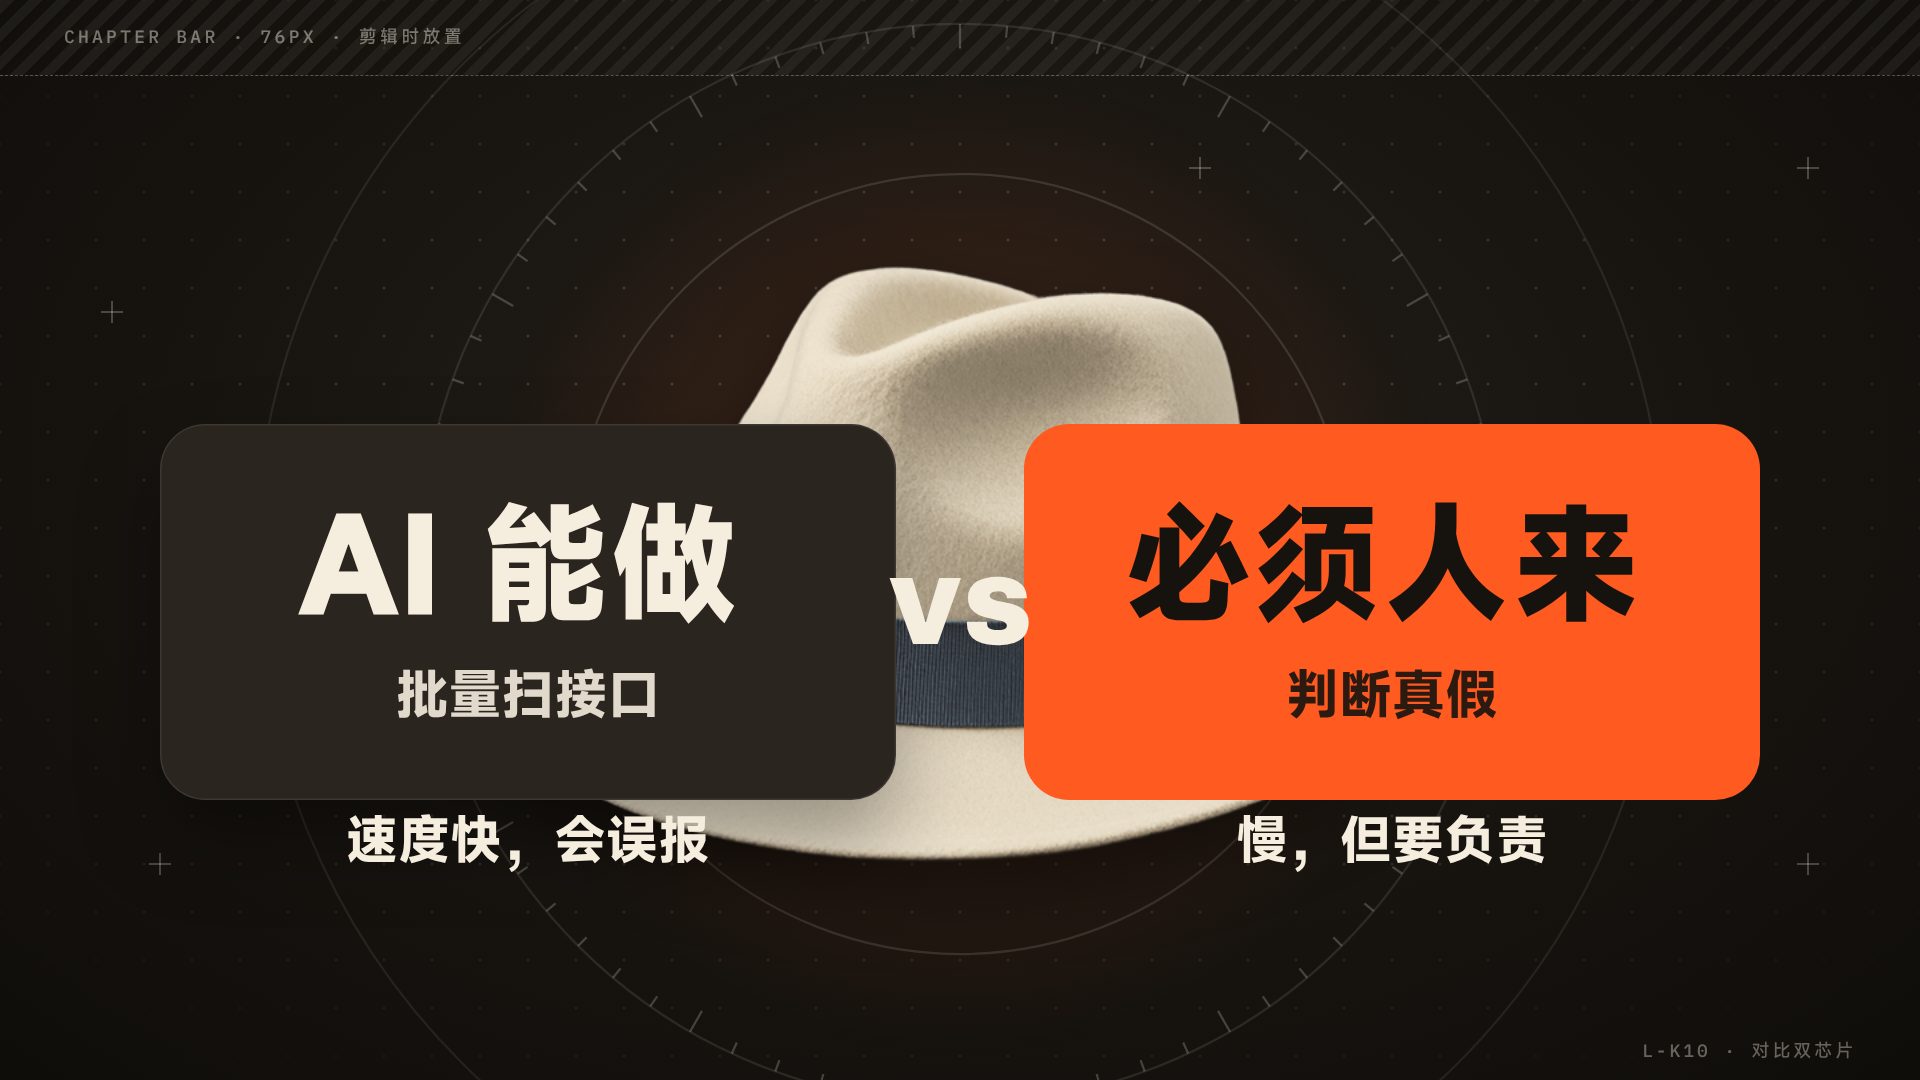 CHAPTER BAR · 76PX · 剪辑时放置
AI 能做
批量扫接口
速度快，会误报
VS
必须人来
判断真假
慢，但要负责
L-K10 · 对比双芯片